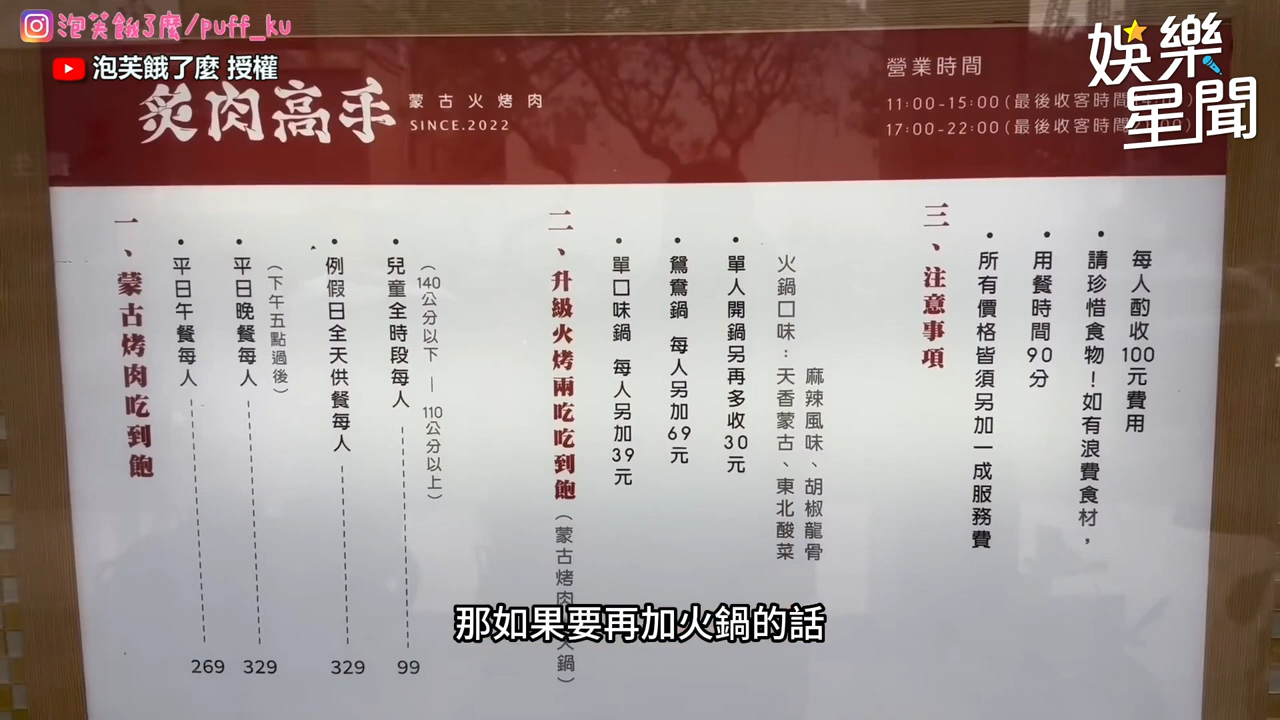 泡芙餓了麼/puff_ku
泡芙餓了麼 授權
娛樂星聞
炙肉高手
蒙古火烤肉
SINCE.2022
營業時間
11:00-15:00(最後收客時間
17:00-22:00(最後收客時間
一、蒙古烤肉吃到飽
•平日午餐每人 269
•平日晚餐每人 329
(下午五點過後)
•例假日全天供餐每人 329
•兒童全時段每人 99
(140公分以下 — 110公分以上)
二、升級火烤兩吃吃到飽(蒙古烤肉 火鍋)
•單口味鍋 每人另加39元
•鴛鴦鍋 每人另加69元
•單人開鍋另再多收30元
火鍋口味:天香蒙古、東北酸菜
麻辣風味、胡椒龍骨
三、注意事項
•所有價格皆須另加一成服務費
•用餐時間90分
•請珍惜食物!如有浪費食材,
每人酌收100元費用
那如果要再加火鍋的話